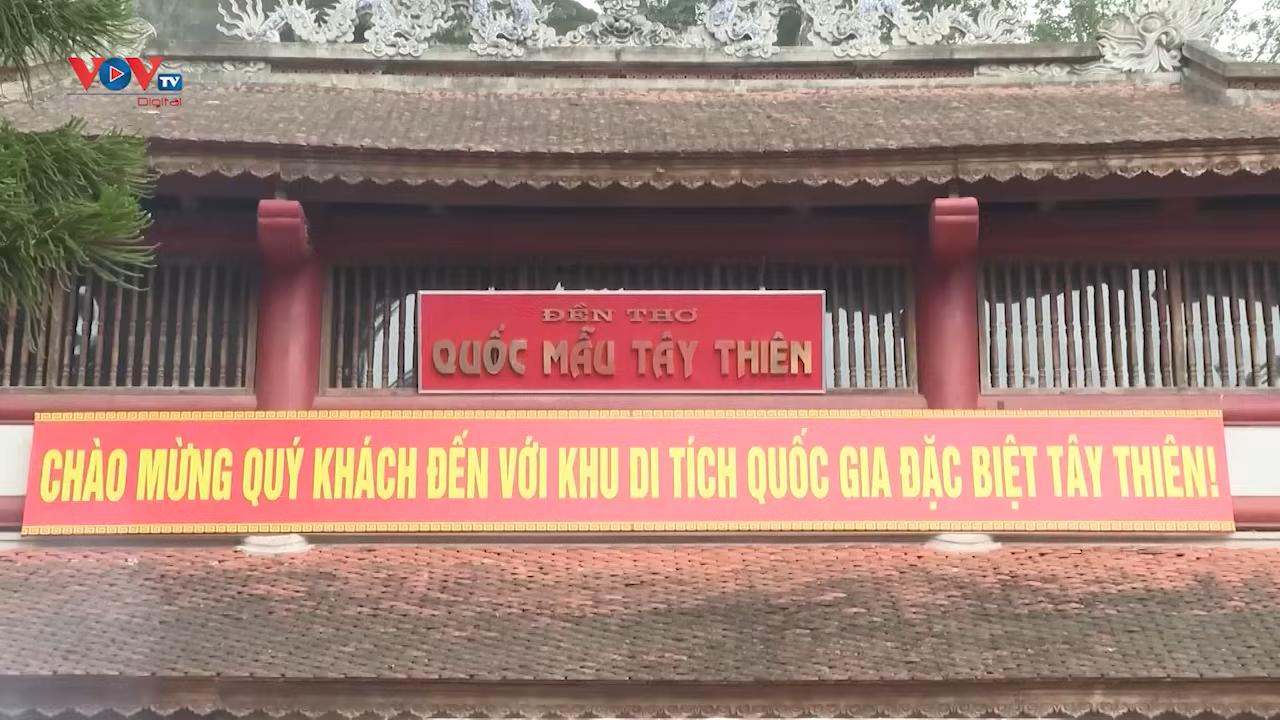 VOV TV
Digital
ĐỀN THỜ
QUỐC MẪU TÂY THIÊN
CHÀO MỪNG QUÝ KHÁCH ĐẾN VỚI KHU DI TÍCH QUỐC GIA ĐẶC BIỆT TÂY THIÊN!